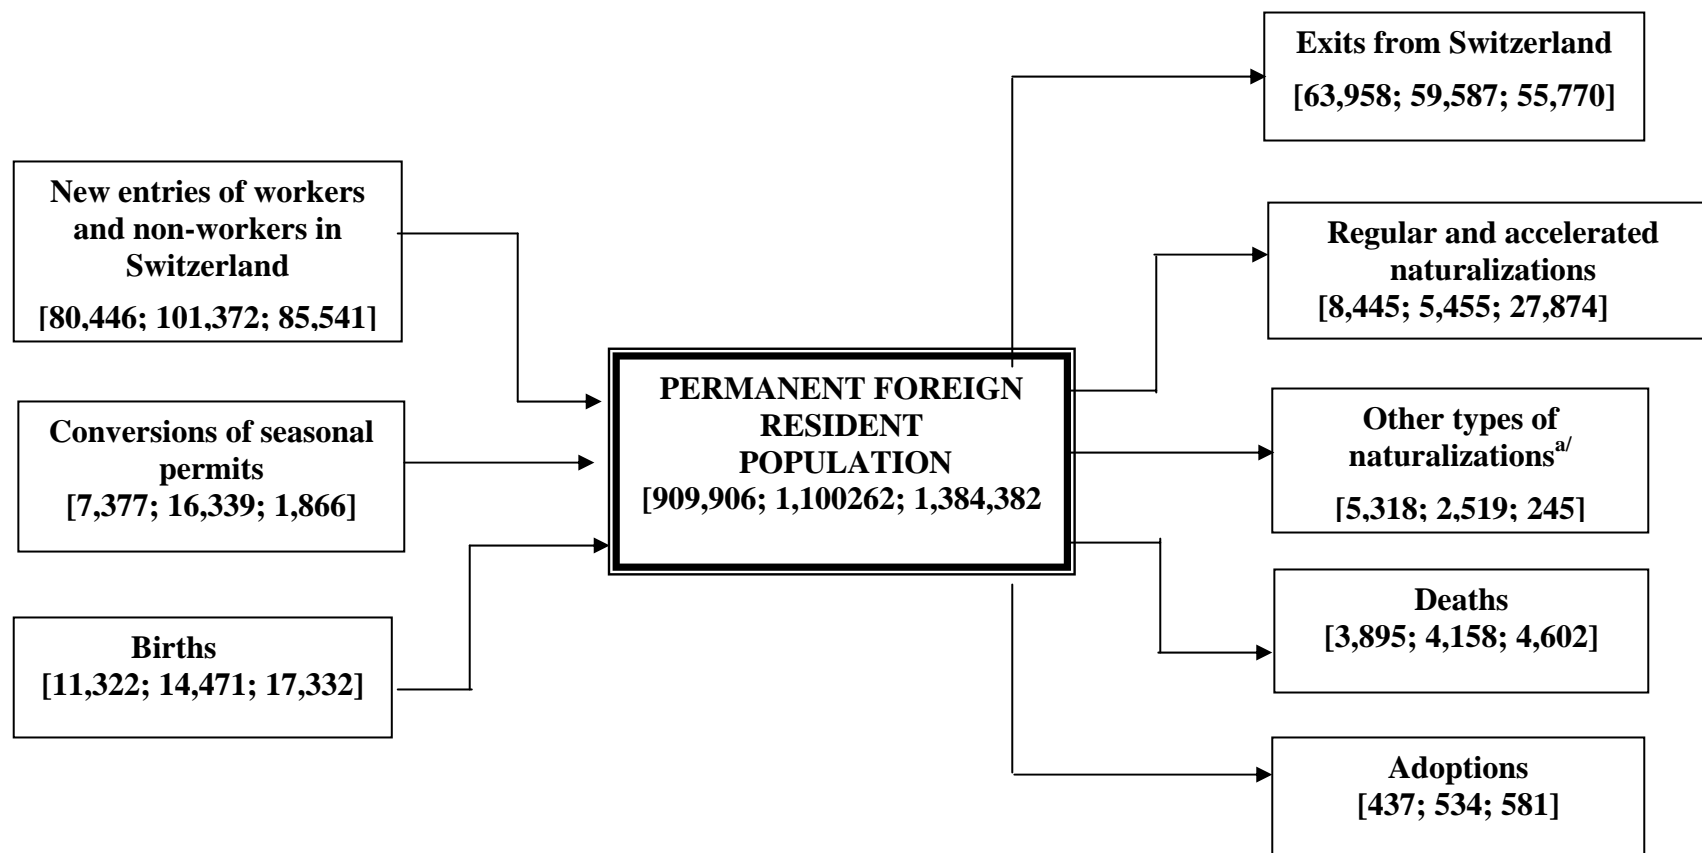 Exits from Switzerland
[63,958; 59,587; 55,770]
New entries of workers
and non-workers in
Switzerland
[80,446; 101,372; 85,541]
Regular and accelerated
naturalizations
[8,445; 5,455; 27,874]
PERMANENT FOREIGN
RESIDENT
POPULATION
[909,906; 1,100262; 1,384,382
Conversions of seasonal
permits
[7,377; 16,339; 1,866]
Other types of
naturalizations a/
[5,318; 2,519; 245]
Births
[11,322; 14,471; 17,332]
Deaths
[3,895; 4,158; 4,602]
Adoptions
[437; 534; 581]